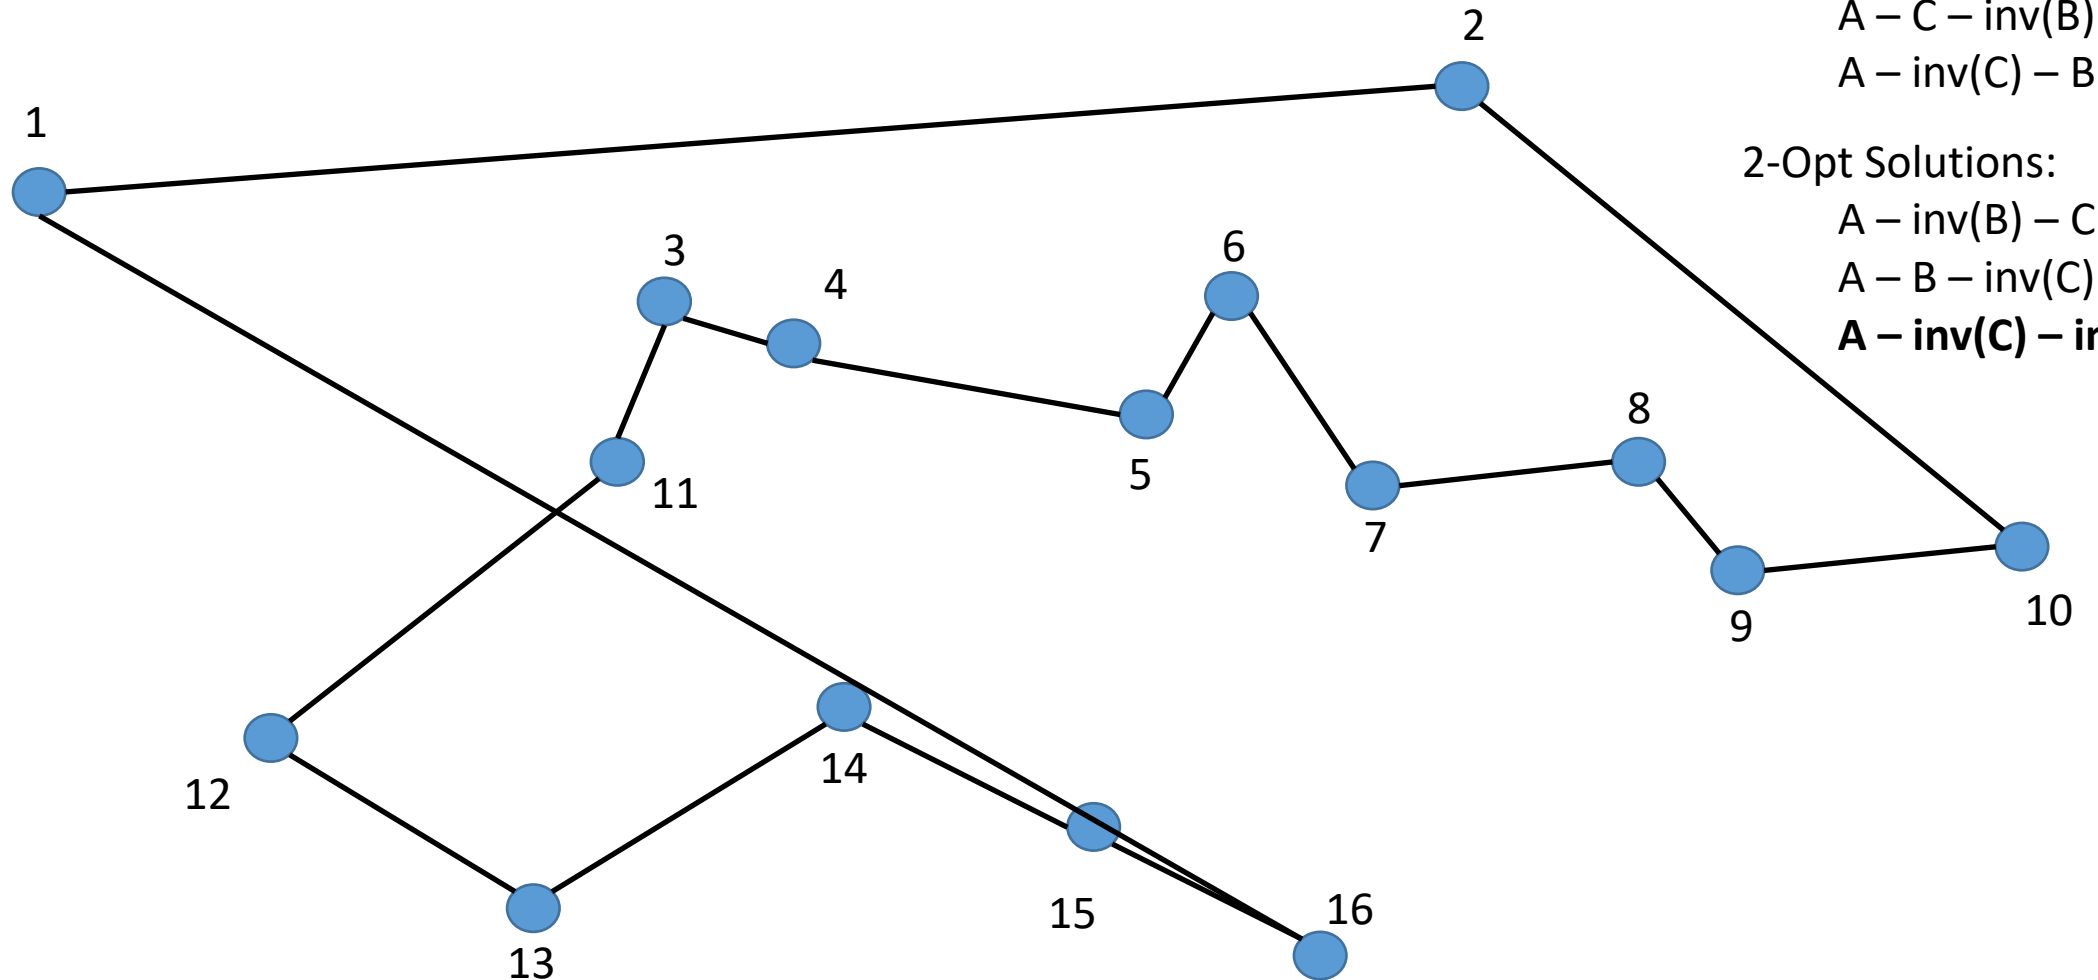 A – C – inv(B)
A – inv(C) – B
2-Opt Solutions:
A – inv(B) – C
A – B – inv(C)
A – inv(C) –
2
1
3
4
6
5
11
7
8
9
10
12
14
13
15
16